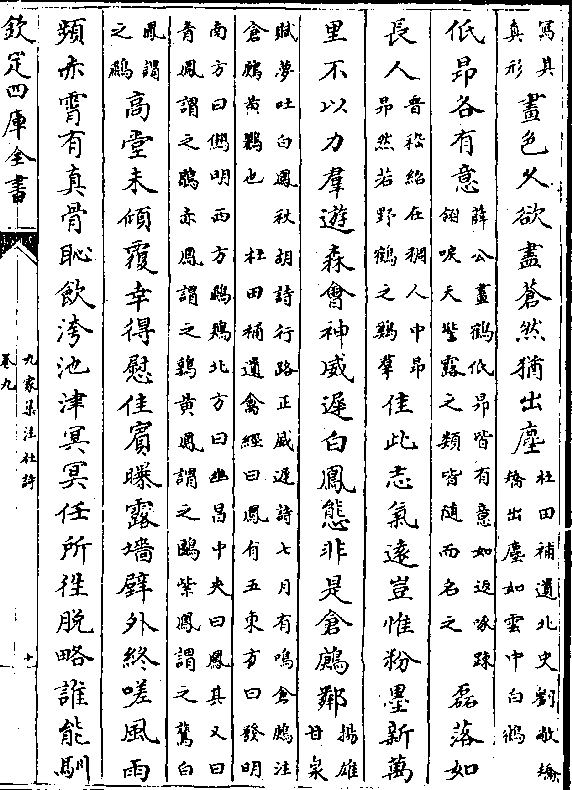 寫其
真形
畫色久欲盡蒼然猶出塵
杜田補遺北史劉歊矯
矯出塵如雲中白鶴
低昂各有意
薛公畫鶴低昂皆有意如返啄踈
翎唳天警露之類皆隨而名之
磊落如
長人
晉嵇紹在稠人中昂
昂然若野鶴之鷄羣
佳此志氣遠豈惟粉墨新萬
里不以力羣遊森會神威遲白鳳態非是倉鶊鄰
揚雄
甘泉
賦夢吐白鳳秋胡詩行路正威遲詩七月有鳴倉鶊注
倉鶊黄鸝也 杜田補遺禽經曰鳳有五東方曰發明
南方曰鷦明西方鷫鷞北方曰幽昌中央曰鳳其又曰
青鳳謂之鶡赤鳳謂之鶉黄鳳謂之鷗紫鳳謂之鷟白
鳳謂
之鷫
高堂未傾覆幸得慰佳賓曝露墻壁外終嗟風雨
頻赤霄有真骨恥飲洿池津冥冥任所往脫略誰能馴
欽定四庫全書
九家集注杜詩
卷九
十